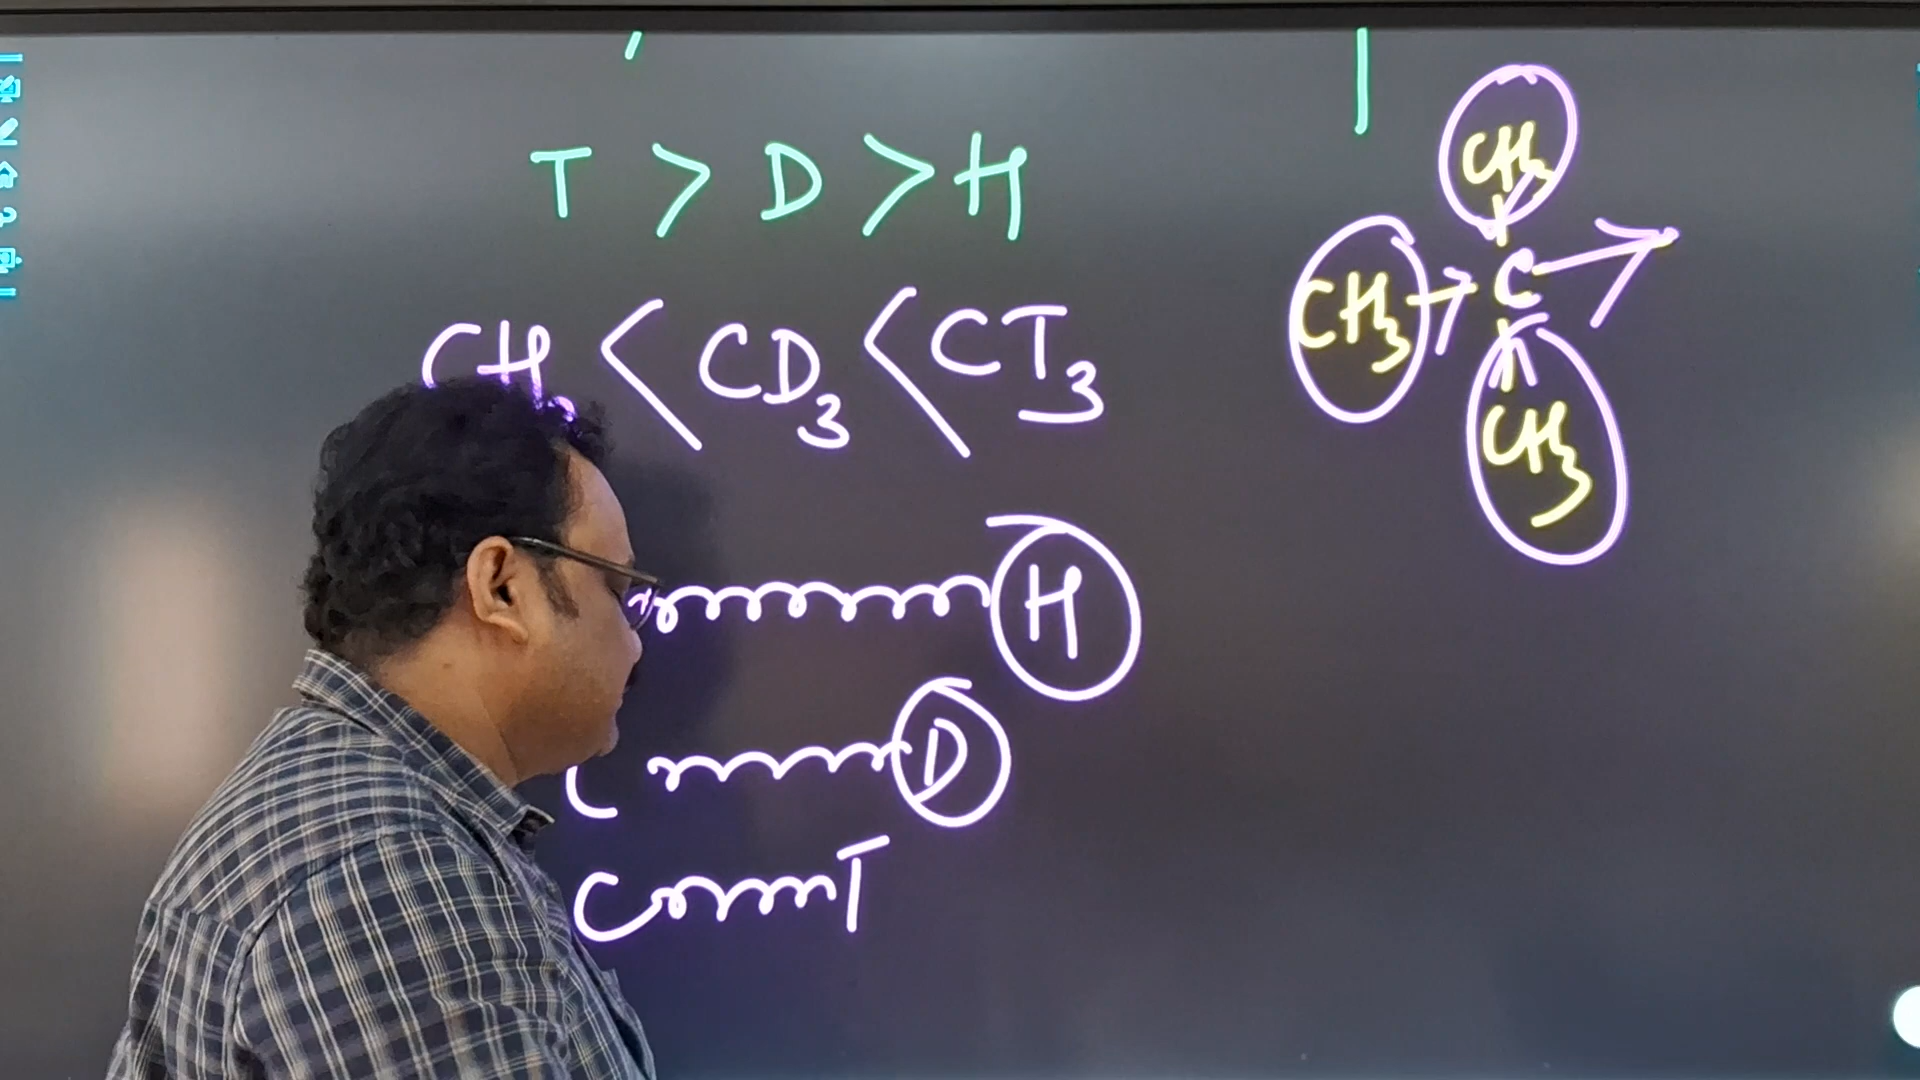 T > D > H
CH₃ < CD₃ < CT₃
H
C D
C T
CH₃
CH₃ → C →
CH₃